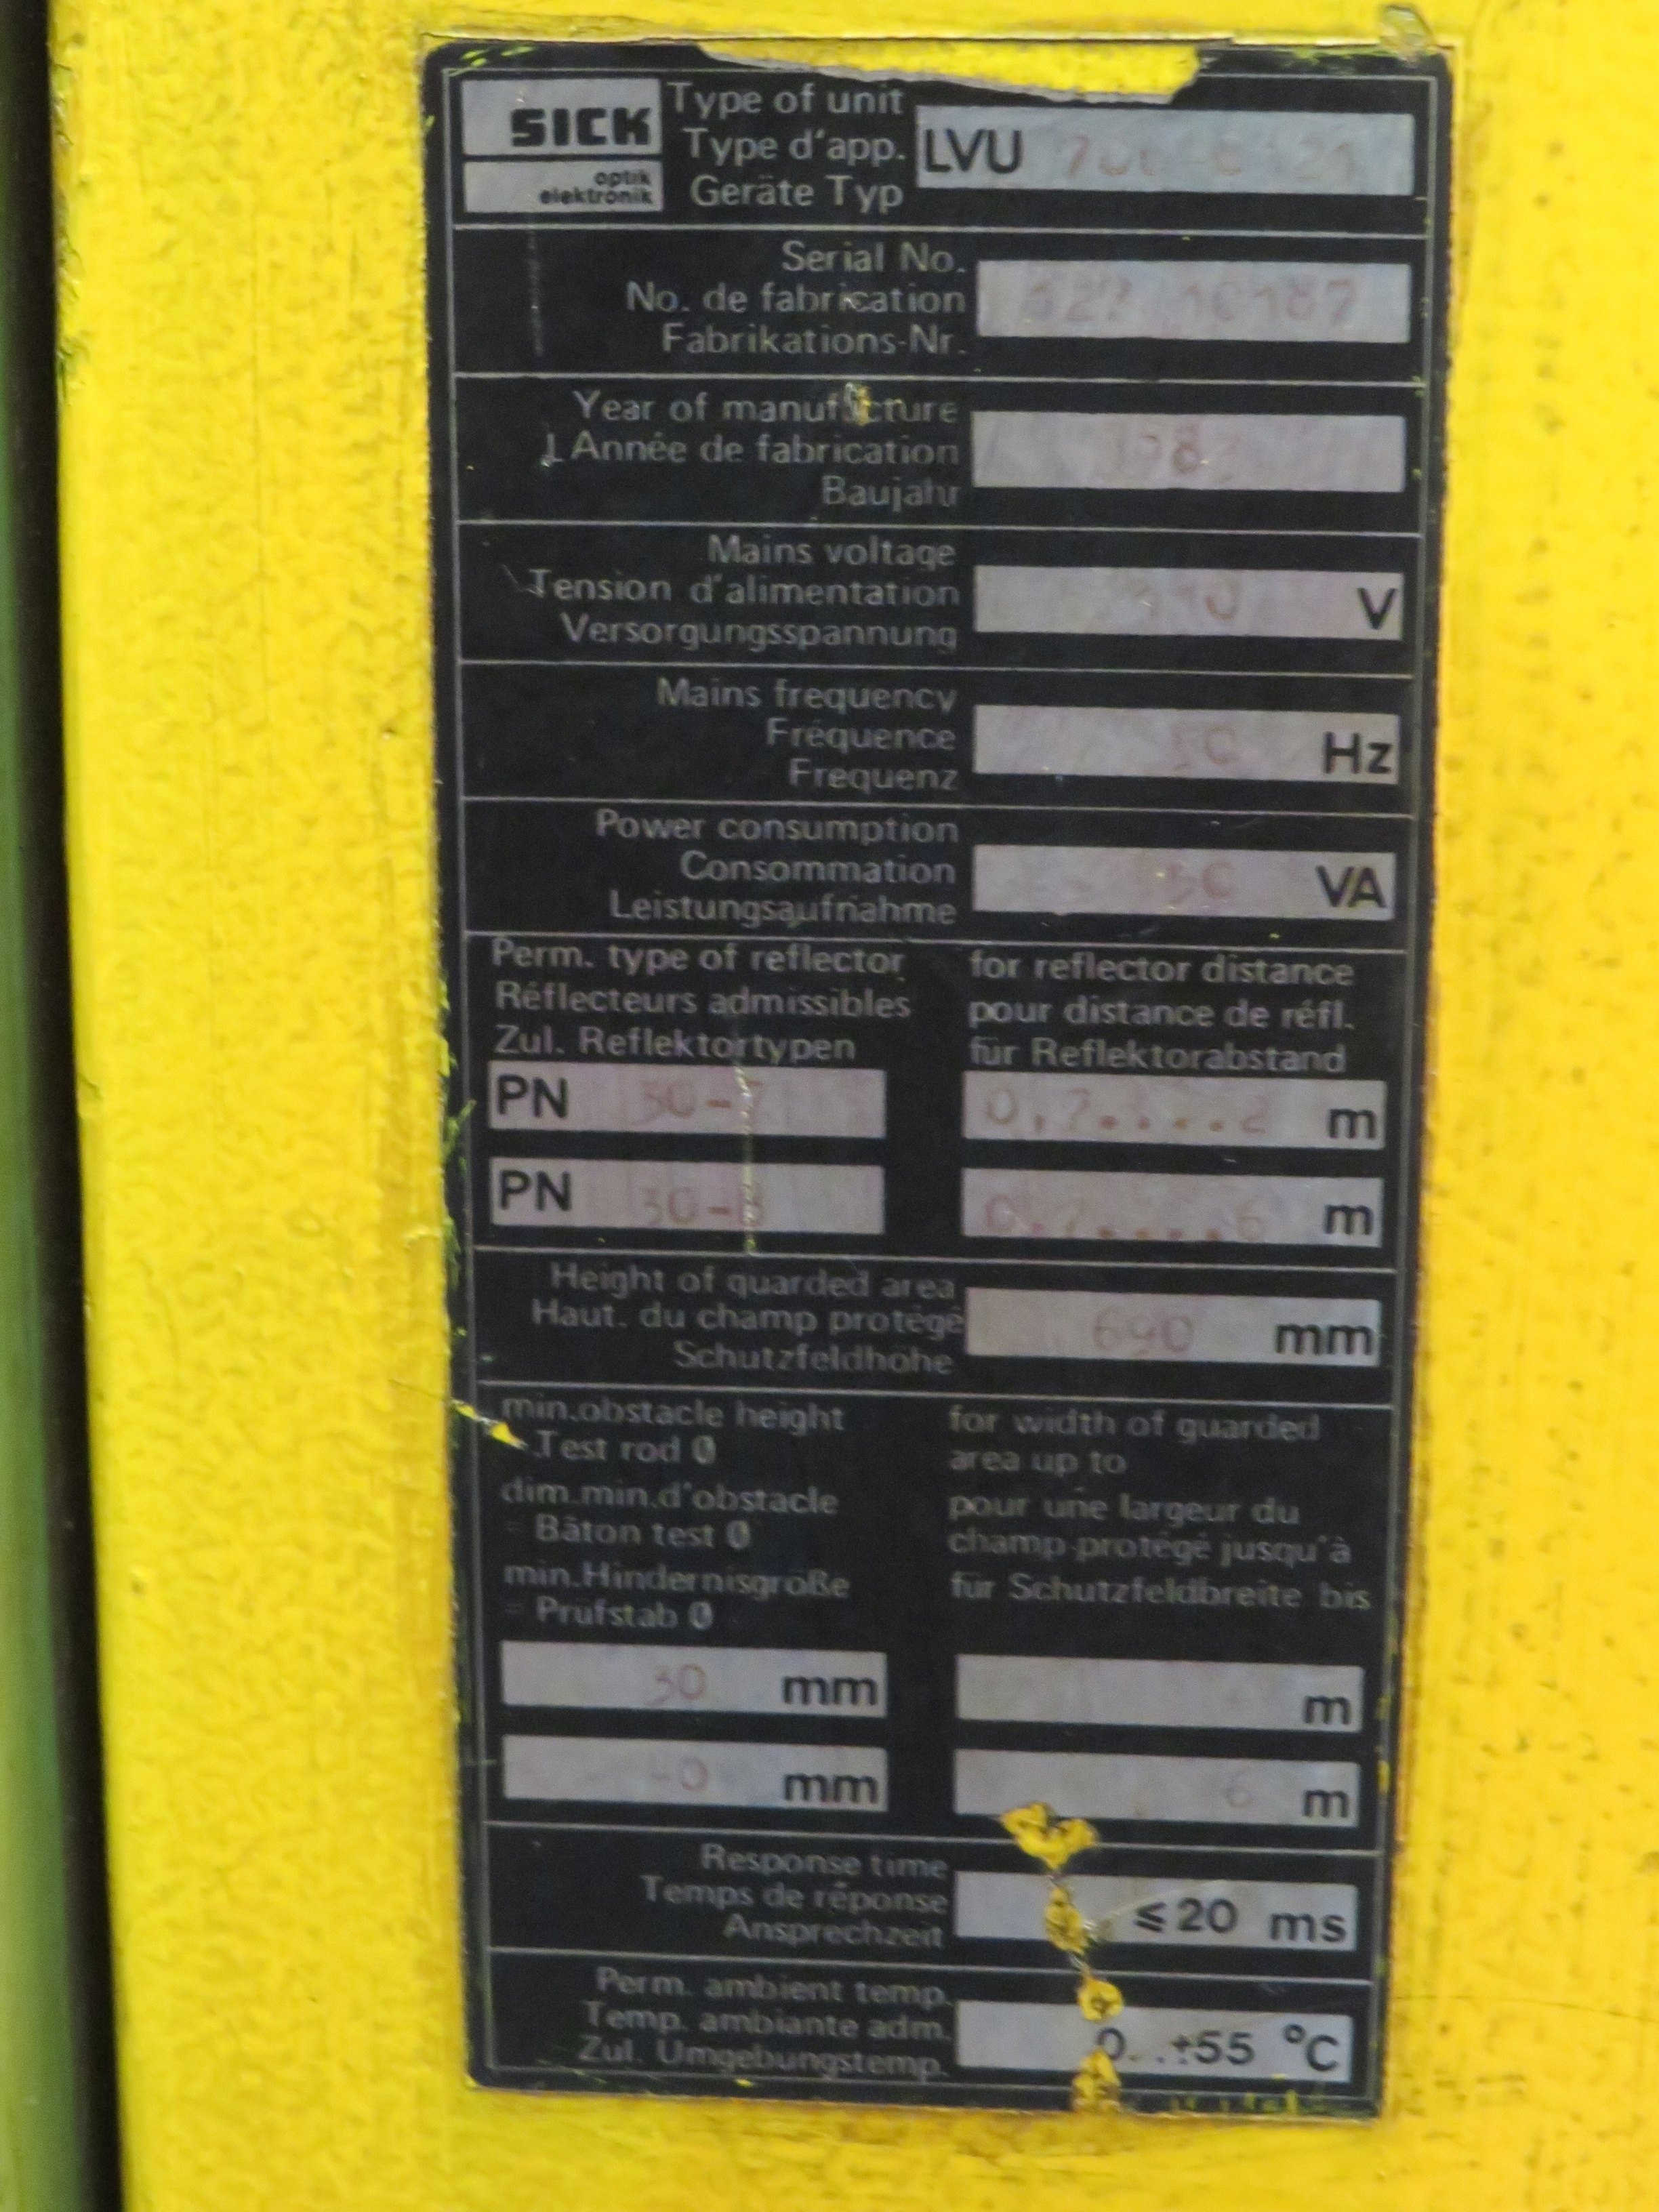 SICK
optik
elektronik
Type of unit
Type d'app.
Geräte Typ
LVU
Serial No.
No. de fabrication
Fabrikations-Nr.
Year of manufacture
Année de fabrication
Baujahr
Mains voltage
Tension d'alimentation
Versorgungsspannung
V
Mains frequency
Fréquence
Frequenz
50 Hz
Power consumption
Consommation
Leistungsaufnahme
VA
Perm. type of reflector
Réflecteurs admissibles
Zul. Reflektortypen
for reflector distance
pour distance de réfl.
für Reflektorabstand
PN 30-7
m
PN
m
Height of guarded area
Haut. du champ protégé
Schutzfeldhöhe
690 mm
min.obstacle height
Test rod Ø
dim.min.d'obstacle
= Bâton test Ø
min.Hindernisgröße
= Prüfstab Ø
for width of guarded
area up to
pour une largeur du
champ protégé jusqu'à
für Schutzfeldbreite bis
30 mm
m
mm
6 m
Response time
Temps de réponse
Ansprechzeit
≤20 ms
Perm. ambient temp.
Temp. ambiante adm.
Zul. Umgebungstemp.
0...+55 °C